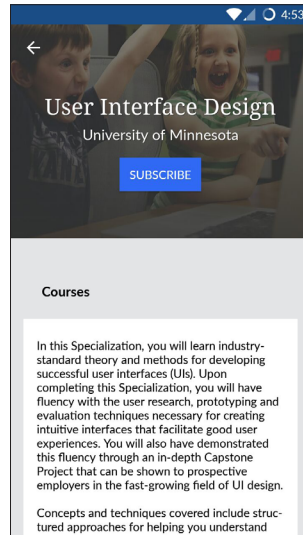 4:53
User Interface Design
University of Minnesota
SUBSCRIBE
Courses
In this Specialization, you will learn industry-
standard theory and methods for developing
successful user interfaces (UIs). Upon
completing this Specialization, you will have
fluency with the user research, prototyping and
evaluation techniques necessary for creating
intuitive interfaces that facilitate good user
experiences. You will also have demonstrated
this fluency through an in-depth Capstone
Project that can be shown to prospective
employers in the fast-growing field of UI design.
Concepts and techniques covered include struc-
tured approaches for helping you understand